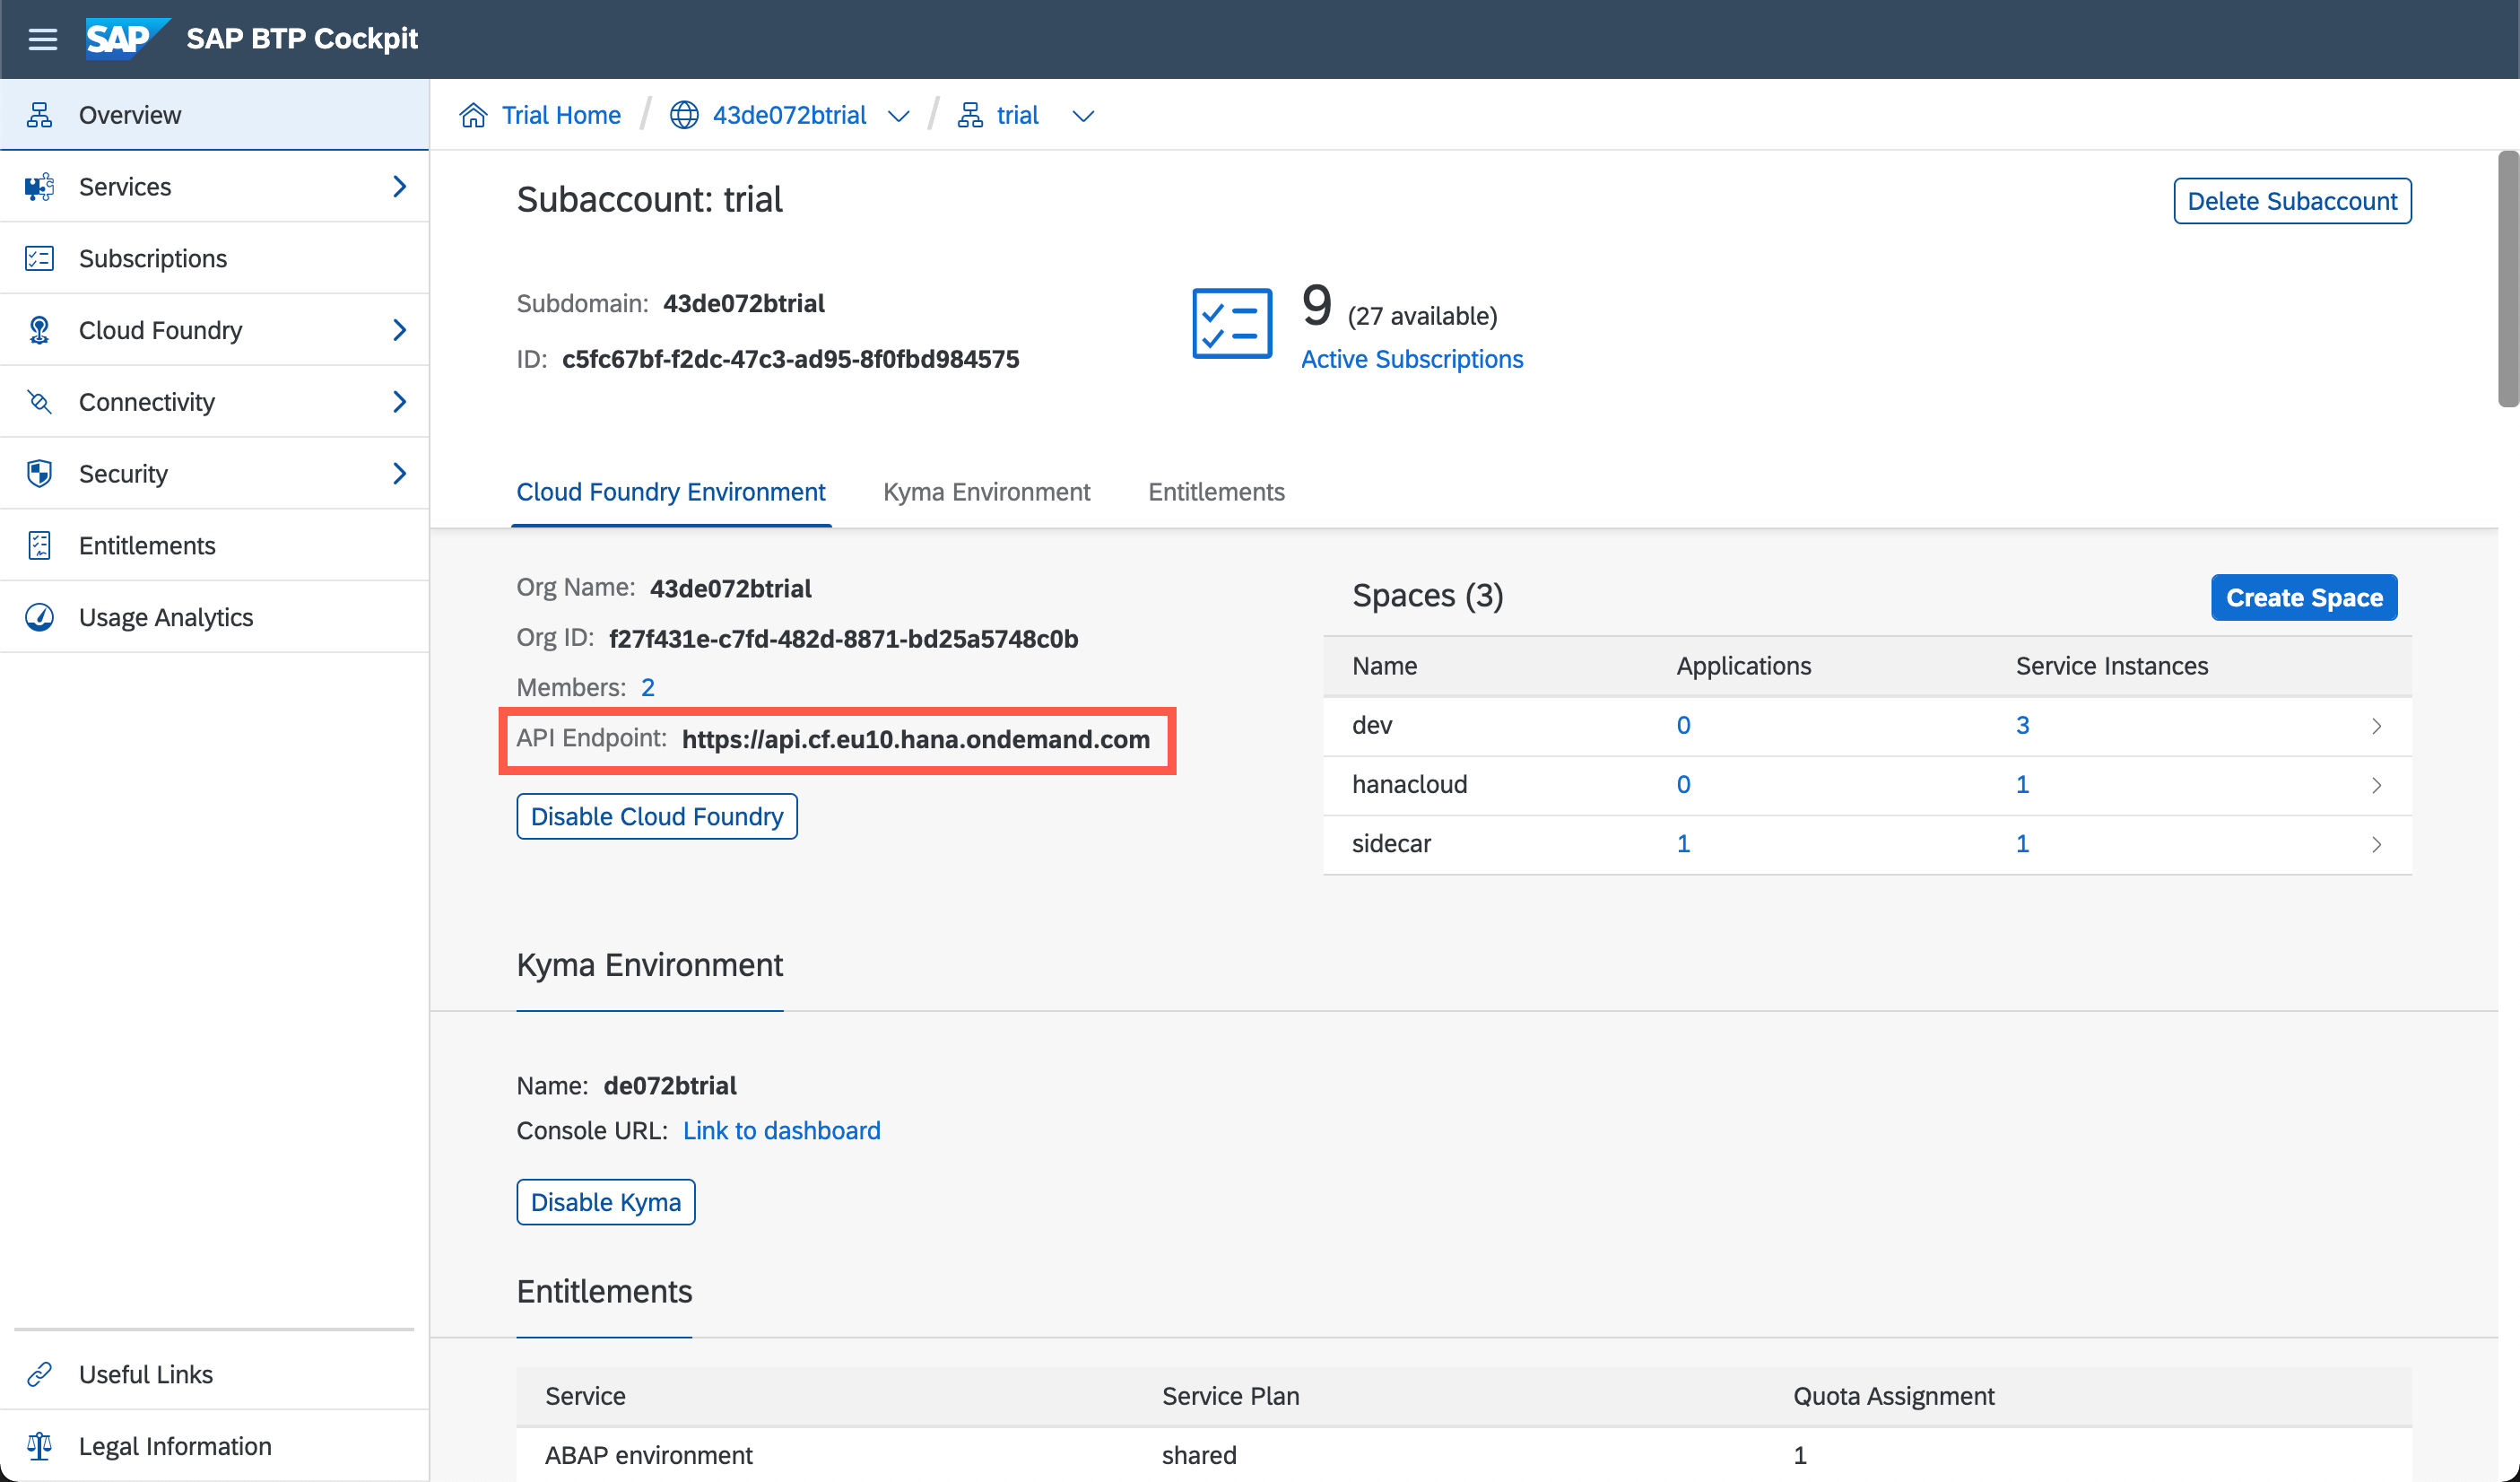 SAP SAP BTP Cockpit
Overview
Services
Subscriptions
Cloud Foundry
Connectivity
Security
Entitlements
Usage Analytics
Useful Links
Legal Information
Trial Home / 43de072btrial / trial
Subaccount: trial
Delete Subaccount
Subdomain: 43de072btrial
ID: c5fc67bf-f2dc-47c3-ad95-8f0fbd984575
9 (27 available)
Active Subscriptions
Cloud Foundry Environment Kyma Environment Entitlements
Org Name: 43de072btrial
Org ID: f27f431e-c7fd-482d-8871-bd25a5748c0b
Members: 2
API Endpoint: https://api.cf.eu10.hana.ondemand.com
Disable Cloud Foundry
Spaces (3)
Create Space
Name Applications Service Instances
dev 0 3
hanacloud 0 1
sidecar 1 1
Kyma Environment
Name: de072btrial
Console URL: Link to dashboard
Disable Kyma
Entitlements
Service Service Plan Quota Assignment
ABAP environment shared 1